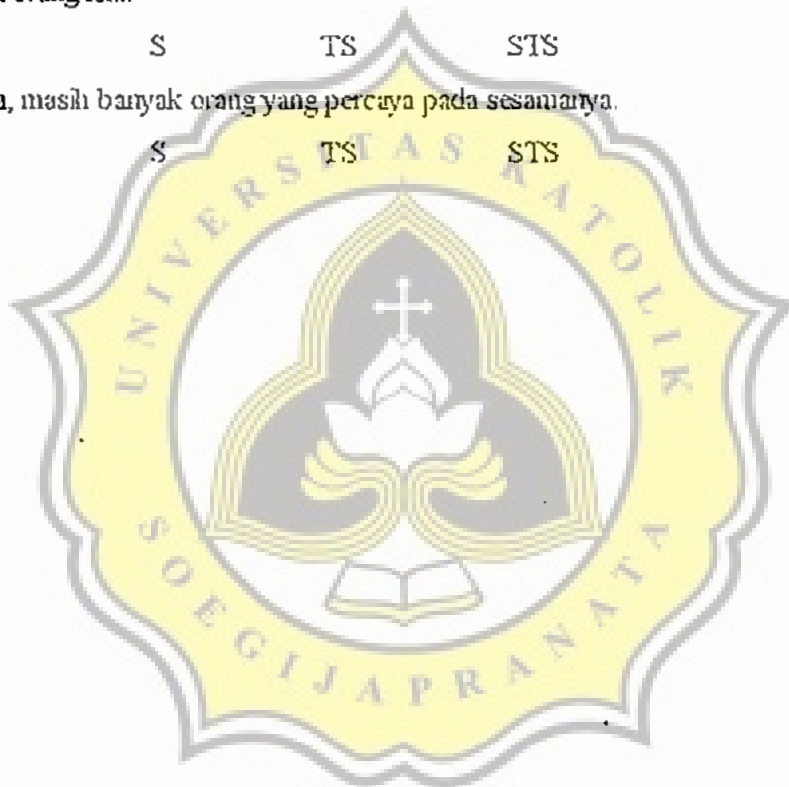 S TS STS
masih banyak orang yang percaya pada sesamanya.
S TS STS
UNIVERSITAS KATOLIK
SOEGIJAPRANATA